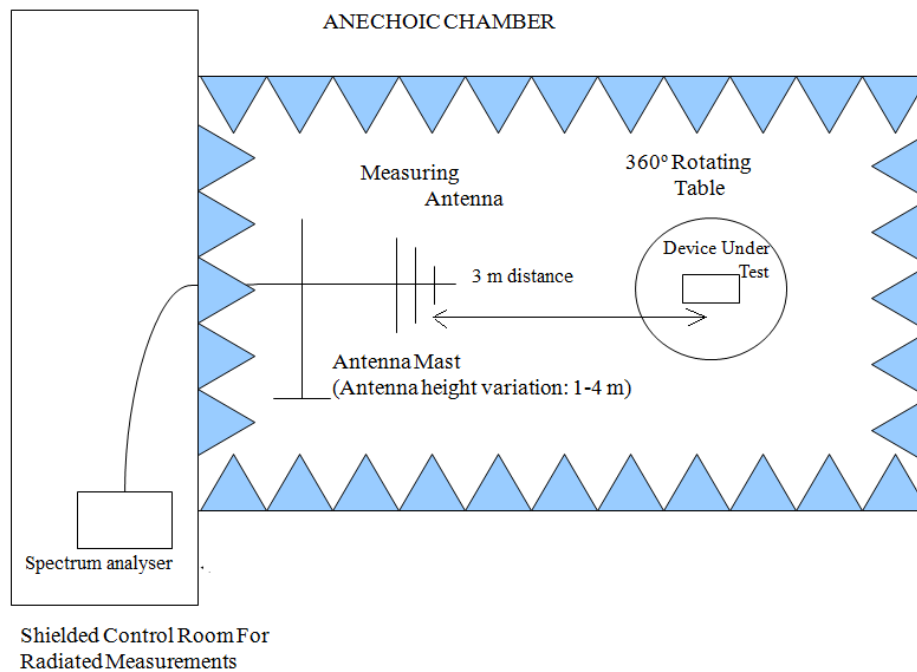 ANECHOIC CHAMBER
Measuring
Antenna
360º Rotating
Table
Device Under
Test
3 m distance
Antenna Mast
(Antenna height variation: 1-4 m)
Spectrum analyser
Shielded Control Room For
Radiated Measurements